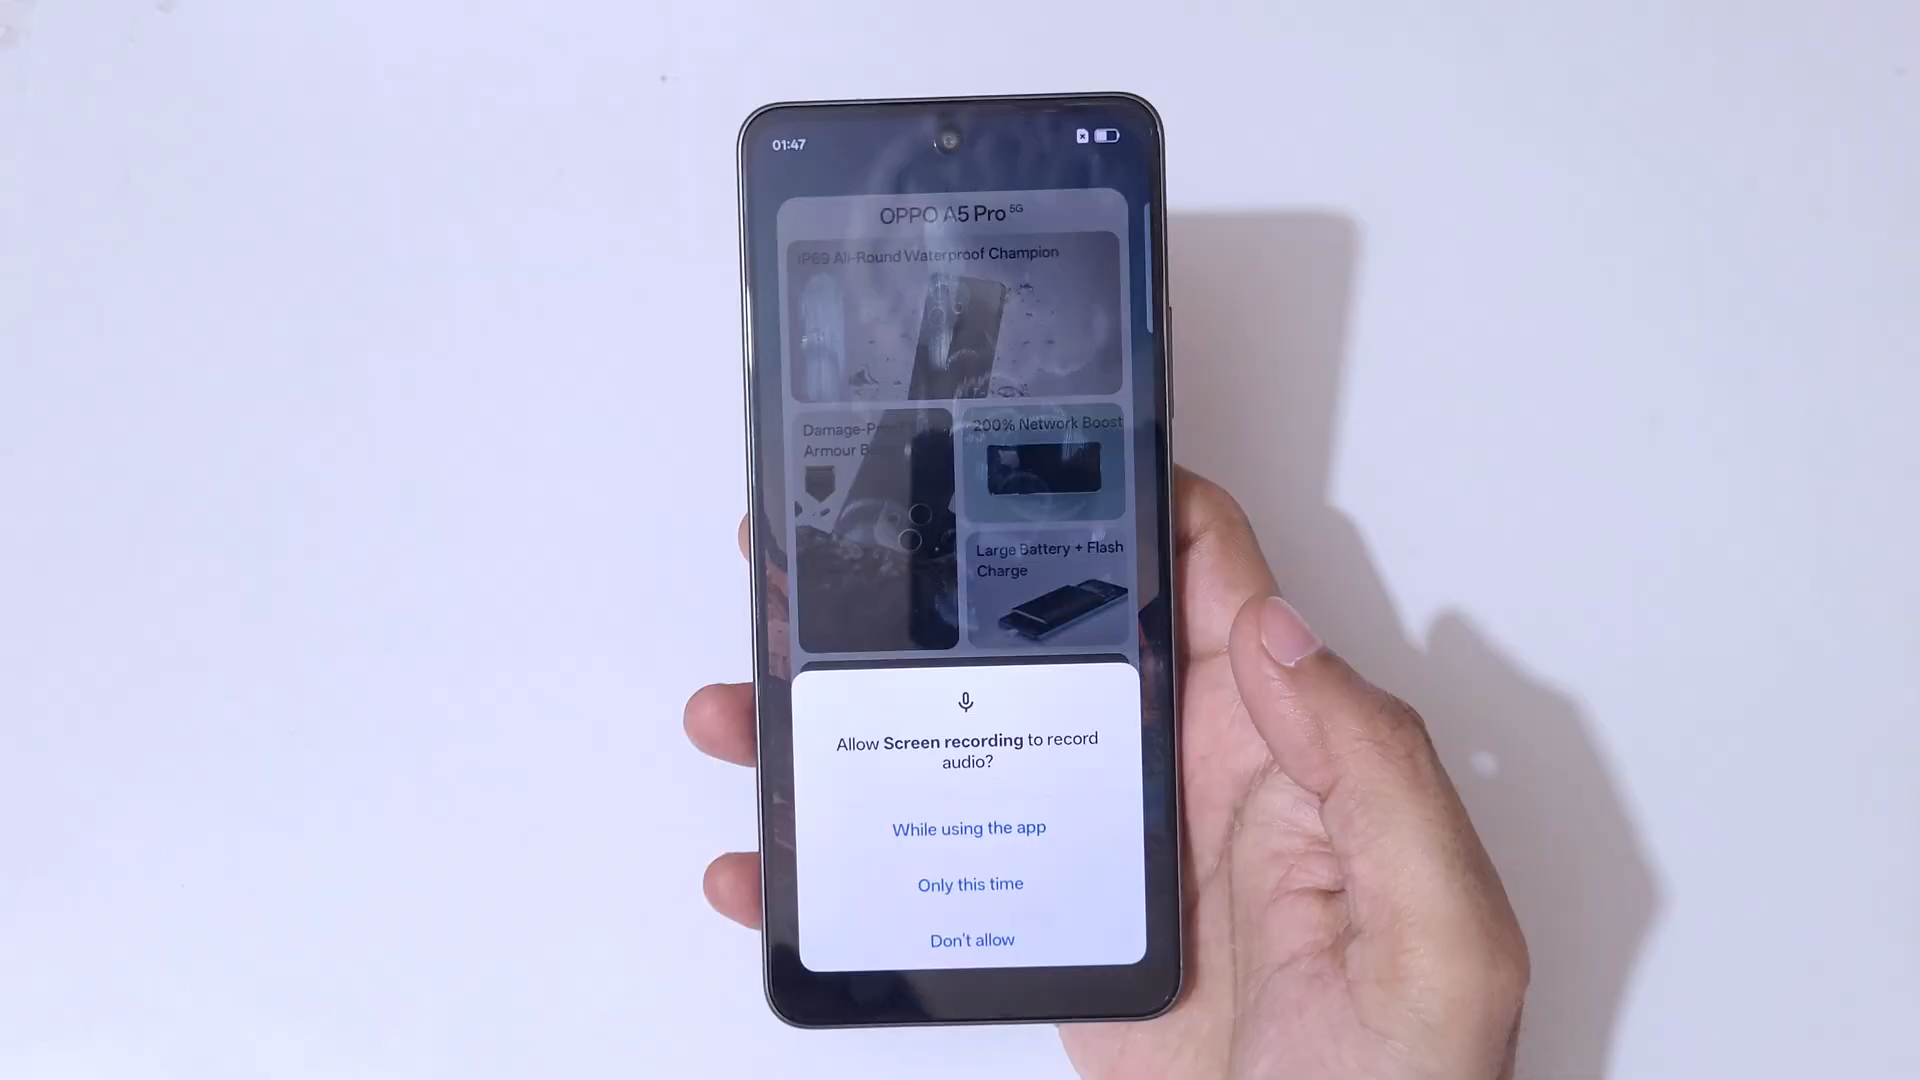 01:47
OPPO A5 Pro 5G
IP69 All-Round Waterproof Champion
Damage-Pr
Armour B
200% Network Boost
Large Battery + Flash
Charge
Allow Screen recording to record
audio?
While using the app
Only this time
Don't allow